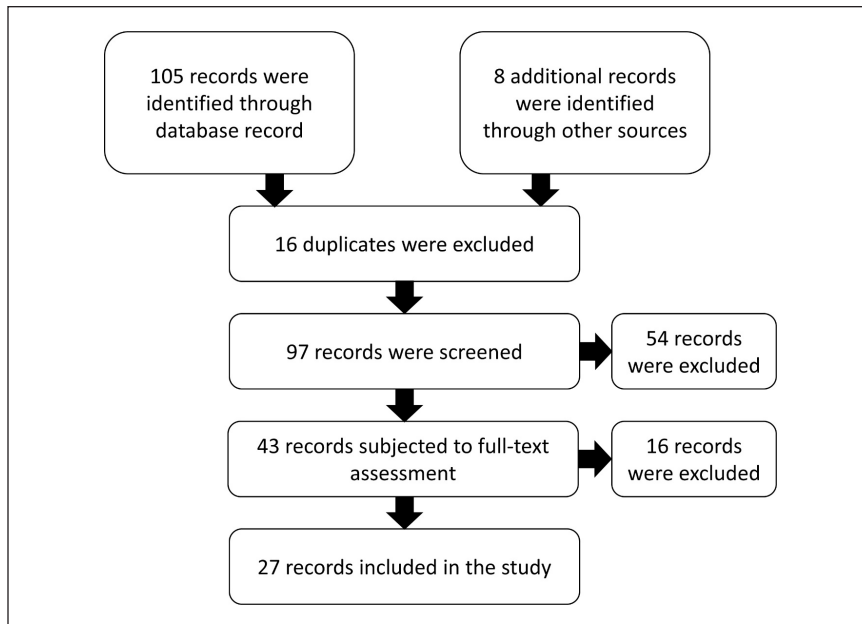 105 records were
identified through
database record
8 additional records
were identified
through other sources
16 duplicates were excluded
97 records were screened
54 records
were excluded
43 records subjected to full-text
assessment
16 records
were excluded
27 records included in the study